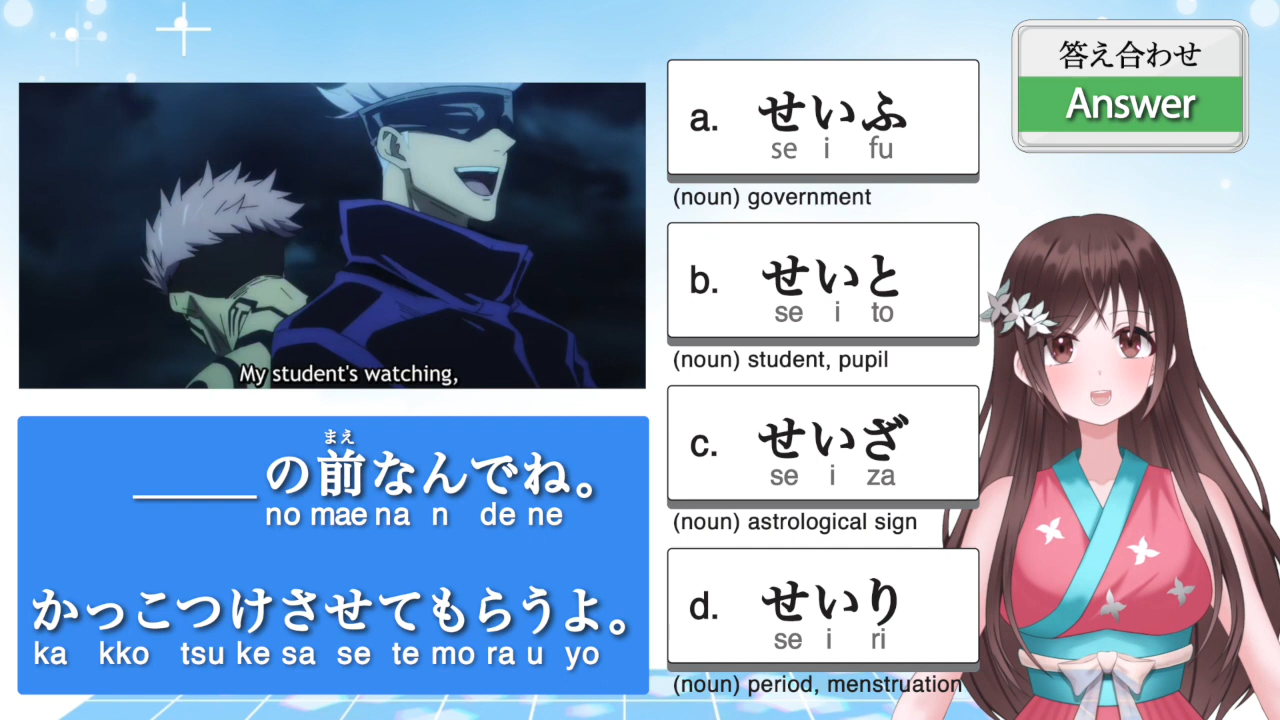 答え合わせ
Answer
My student's watching,
まえ
____の前なんでね。
no mae na n de ne
かっこつけさせてもらうよ。
ka kko tsu ke sa se te mo ra u yo
a. せいふ
se i fu
(noun) government
b. せいと
se i to
(noun) student, pupil
c. せいざ
se i za
(noun) astrological sign
d. せいり
se i ri
(noun) period, menstruation